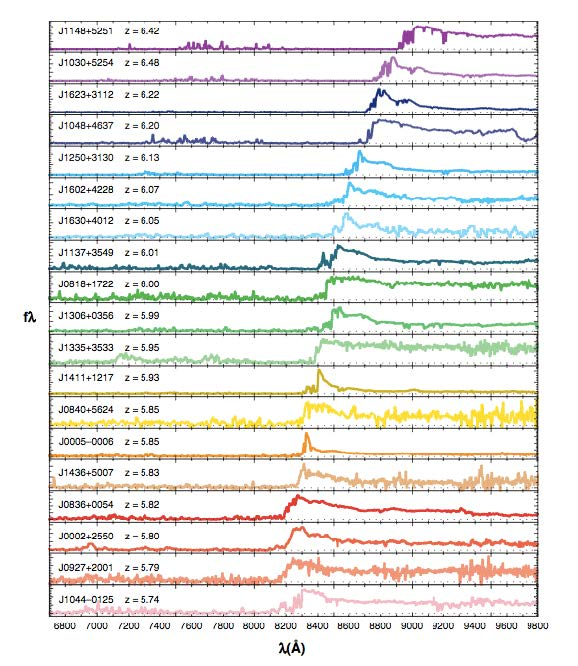 J1148+5251 z = 6.42
J1030+5254 z = 6.48
J1623+3112 z = 6.22
J1048+4637 z = 6.20
J1250+3130 z = 6.13
J1602+4228 z = 6.07
J1630+4012 z = 6.05
J1137+3549 z = 6.01
J0818+1722 z = 6.00
J1306+0356 z = 5.99
fλ
J1335+3533 z = 5.95
J1411+1217 z = 5.93
J0840+5624 z = 5.85
J0005–0006 z = 5.85
J1436+5007 z = 5.83
J0836+0054 z = 5.82
J0002+2550 z = 5.80
J0927+2001 z = 5.79
J1044–0125 z = 5.74
6800 7000 7200 7400 7600 7800 8000 8200 8400 8600 8800 9000 9200 9400 9600 9800
λ(Å)